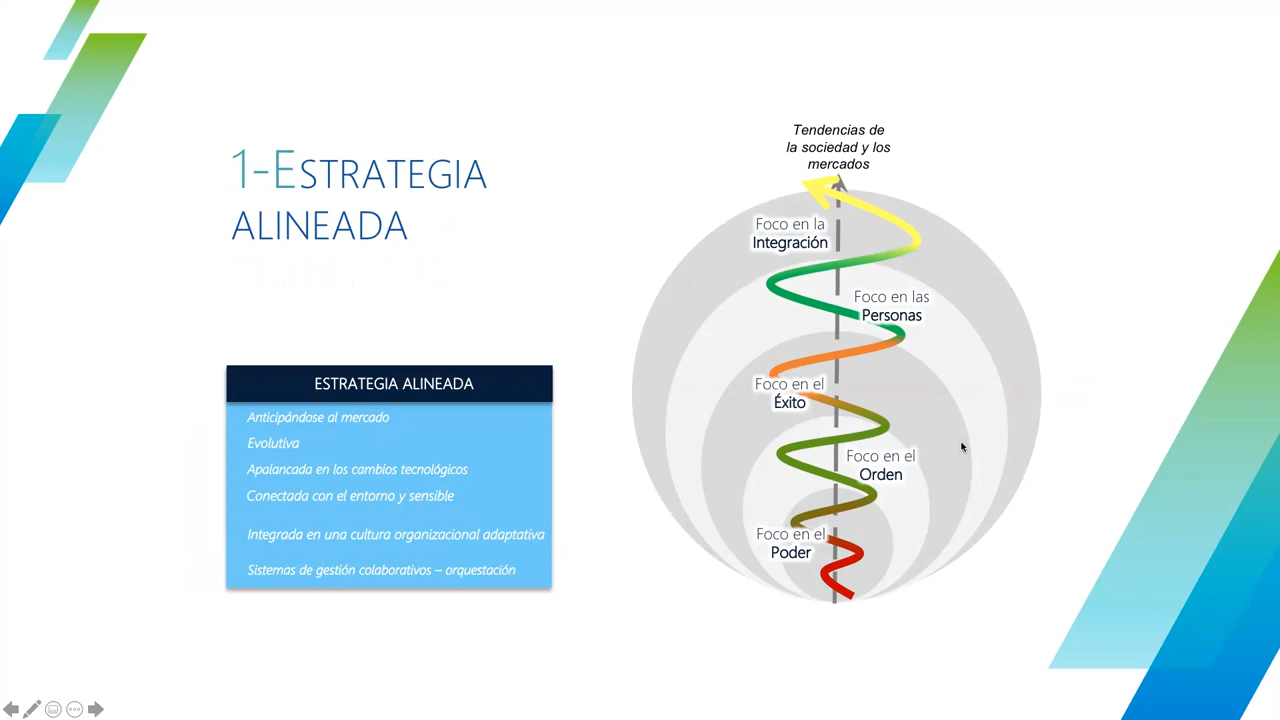 1-ESTRATEGIA
ALINEADA
ESTRATEGIA ALINEADA
Anticipándose al mercado
Evolutiva
Apalancada en los cambios tecnológicos
Conectada con el entorno y sensible
Integrada en una cultura organizacional adaptativa
Sistemas de gestión colaborativos – orquestación
Tendencias de
la sociedad y los
mercados
Foco en la
Integración
Foco en las
Personas
Foco en el
Éxito
Foco en el
Orden
Foco en el
Poder